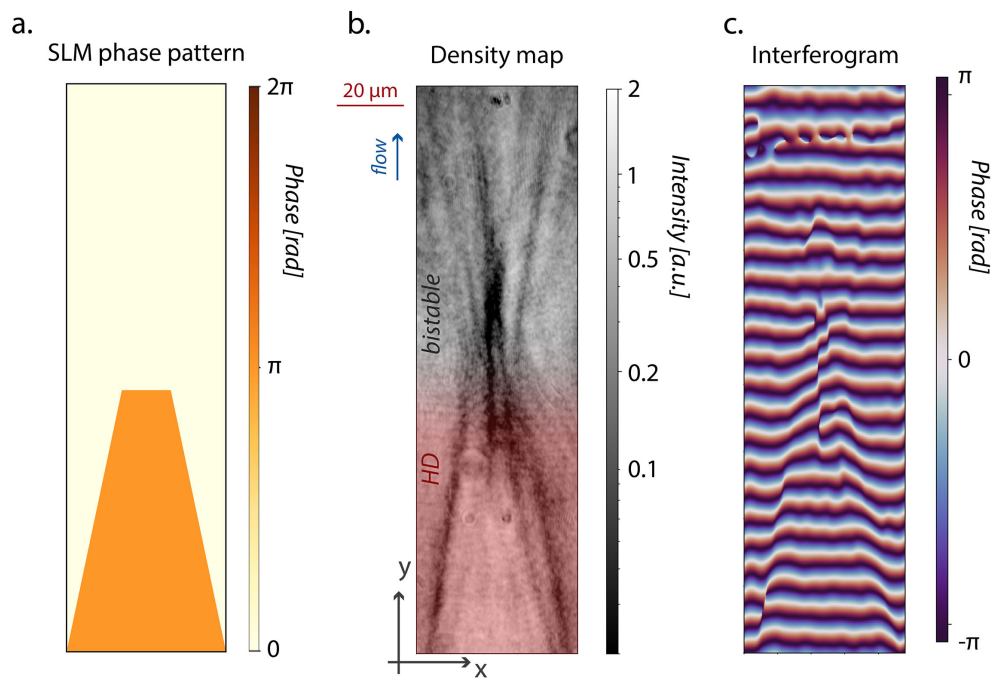 a.
SLM phase pattern
2π
π
0
Phase [rad]
b.
Density map
20 μm
flow
bistable
HD
y
x
2
1
0.5
0.2
0.1
Intensity [a.u.]
c.
Interferogram
π
0
-π
Phase [rad]